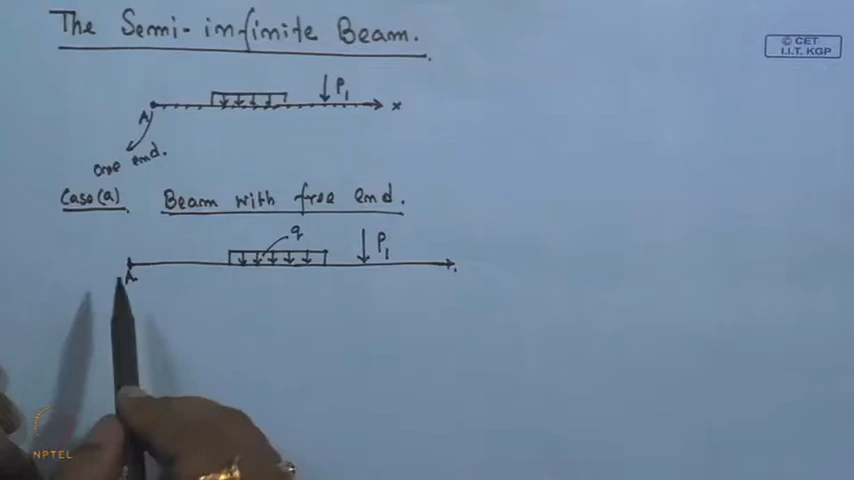 The Semi-infinite Beam.
© CET
I.I.T. KGP
P1
A
x
one end.
Case(a) Beam with free end.
q
P1
A
NPTEL